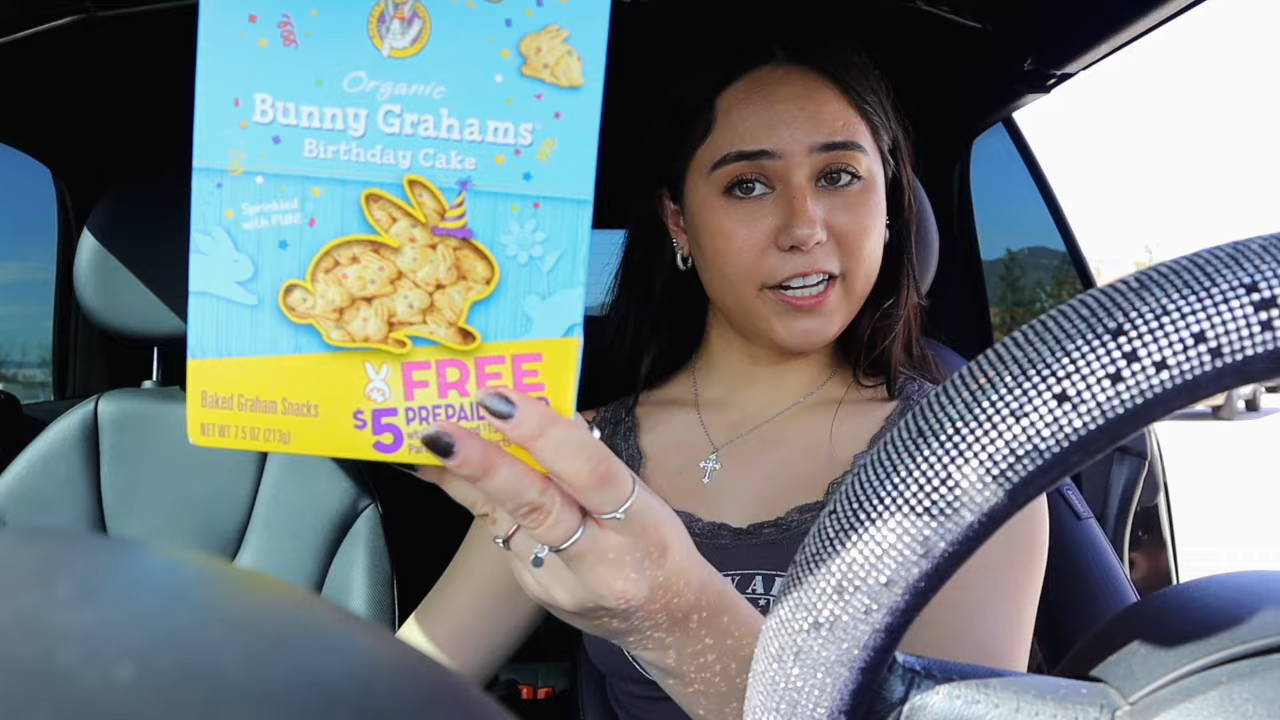 Organic
Bunny Grahams
Birthday Cake
Sprinkled
with FUN!
FREE
$5 PREPAID
Baked Graham Snacks
NET WT 7.5 OZ (213g)